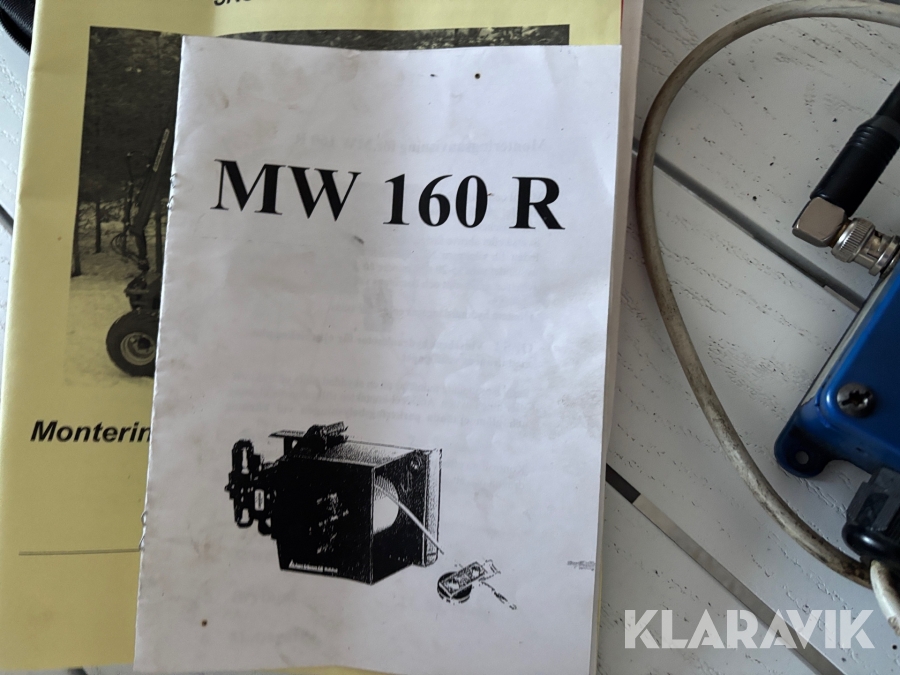 MW 160 R
Monterin
KLARAVIK